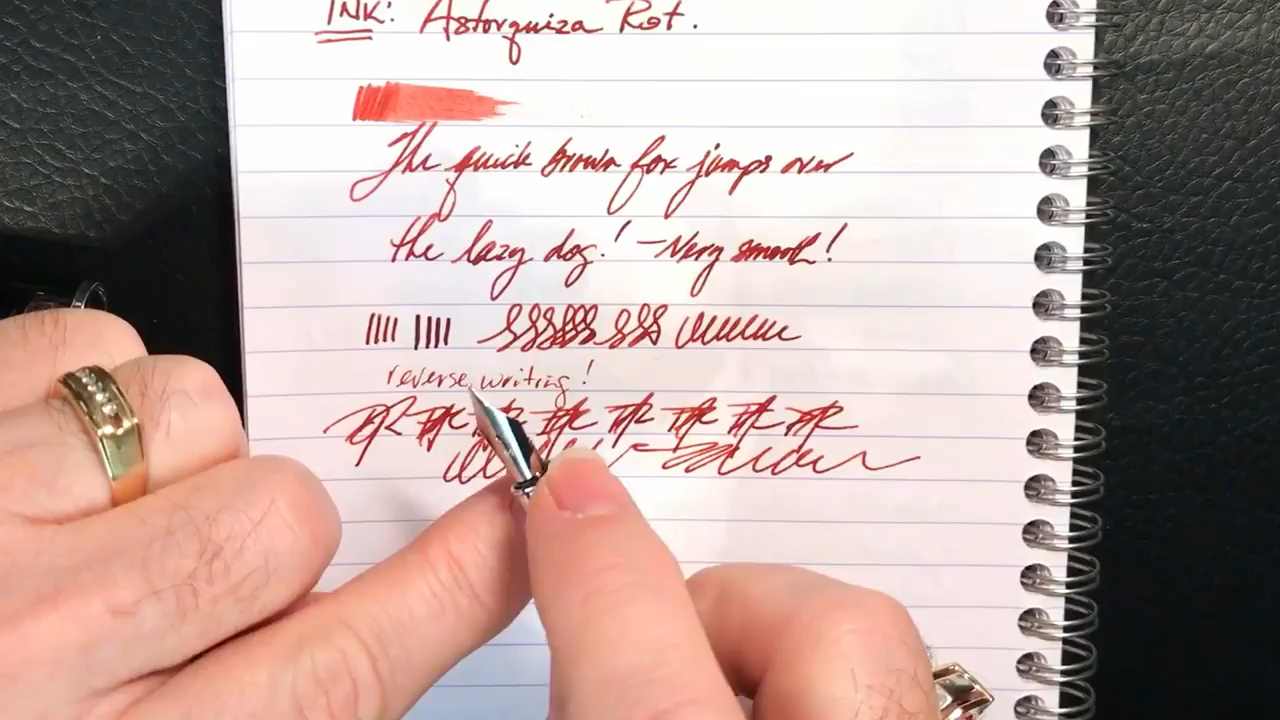 INK: Astorquiza Rot.
The quick brown fox jumps over
the lazy dog! - Very smooth!
reverse writing!